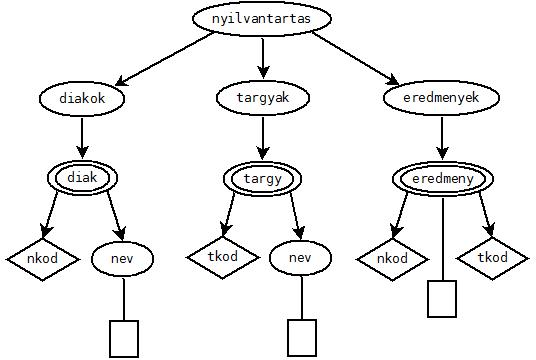 nyilvantartas
diakok
targyak
eredmenyek
diak
targy
eredmeny
nkod
nev
tkod
nev
nkod
tkod